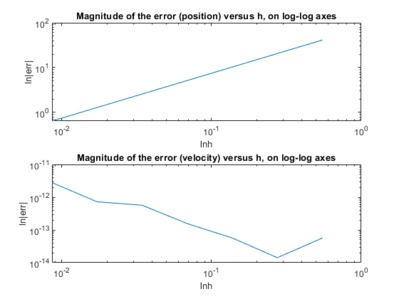 Magnitude of the error (position) versus h, on log-log axes
10^2
10^1
10^0
ln|err|
10^-2 10^-1 10^0
lnh
Magnitude of the error (velocity) versus h, on log-log axes
10^-11
10^-12
10^-13
10^-14
ln|err|
10^-2 10^-1 10^0
lnh